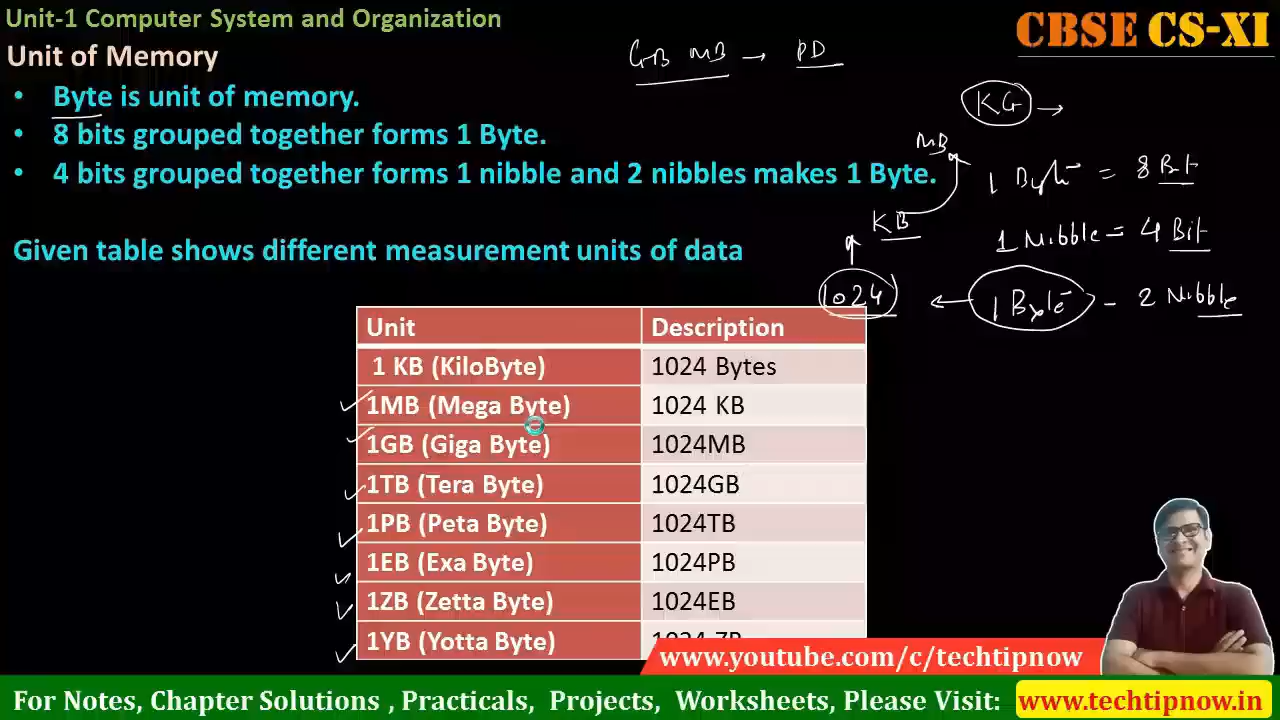 Unit-1 Computer System and Organization
CBSE CS-XI
Unit of Memory
GB MB → PD
• Byte is unit of memory.
KG →
• 8 bits grouped together forms 1 Byte.
MB
• 4 bits grouped together forms 1 nibble and 2 nibbles makes 1 Byte.
1 Byte = 8 Bit
KB
1 Nibble = 4 Bit
Given table shows different measurement units of data
1024 ← 1 Byte - 2 Nibble
Unit Description
1 KB (KiloByte) 1024 Bytes
1MB (Mega Byte) 1024 KB
1GB (Giga Byte) 1024MB
1TB (Tera Byte) 1024GB
1PB (Peta Byte) 1024TB
1EB (Exa Byte) 1024PB
1ZB (Zetta Byte) 1024EB
1YB (Yotta Byte) 1024 ZB
www.youtube.com/c/techtipnow
For Notes, Chapter Solutions , Practicals, Projects, Worksheets, Please Visit: www.techtipnow.in